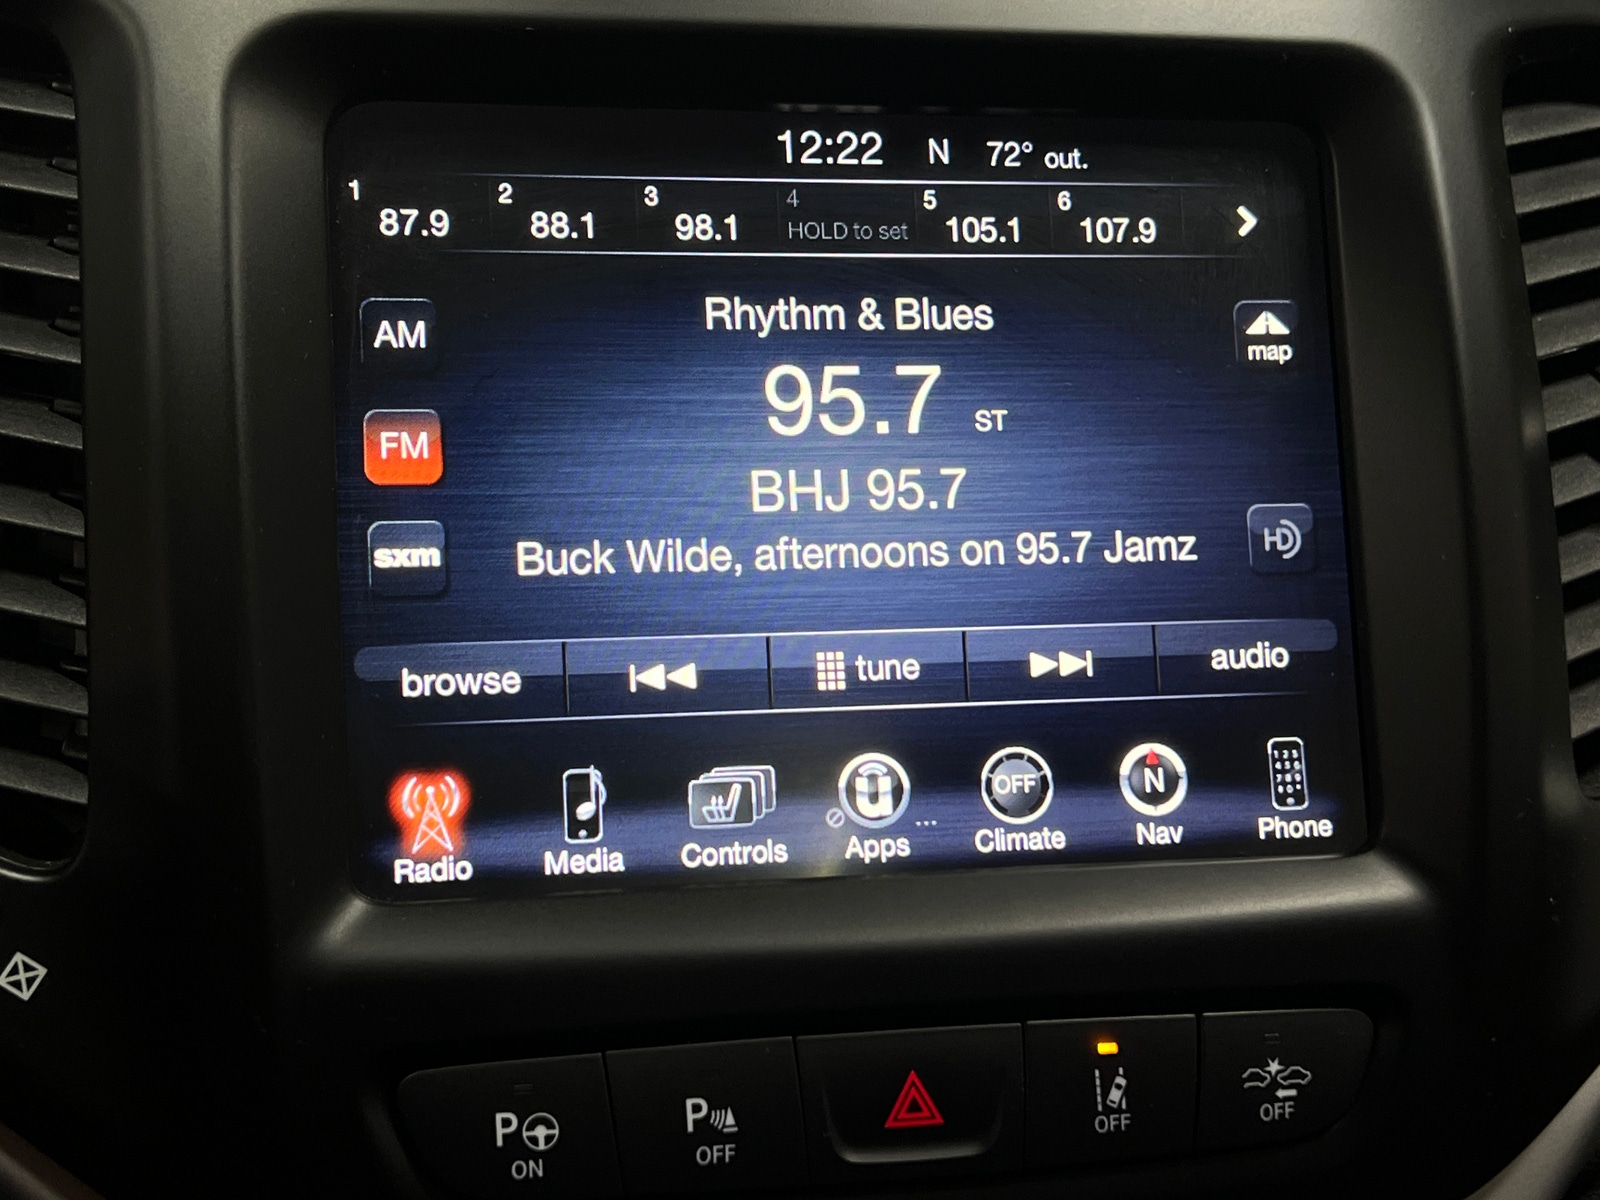 12:22 N 72° out.
1 87.9 2 88.1 3 98.1 4 HOLD to set 5 105.1 6 107.9
Rhythm & Blues
AM
map
95.7 ST
FM
BHJ 95.7
HD
sxm
Buck Wilde, afternoons on 95.7 Jamz
browse tune audio
OFF N
Radio Media Controls Apps ... Climate Nav Phone
P ON
P OFF
OFF
OFF